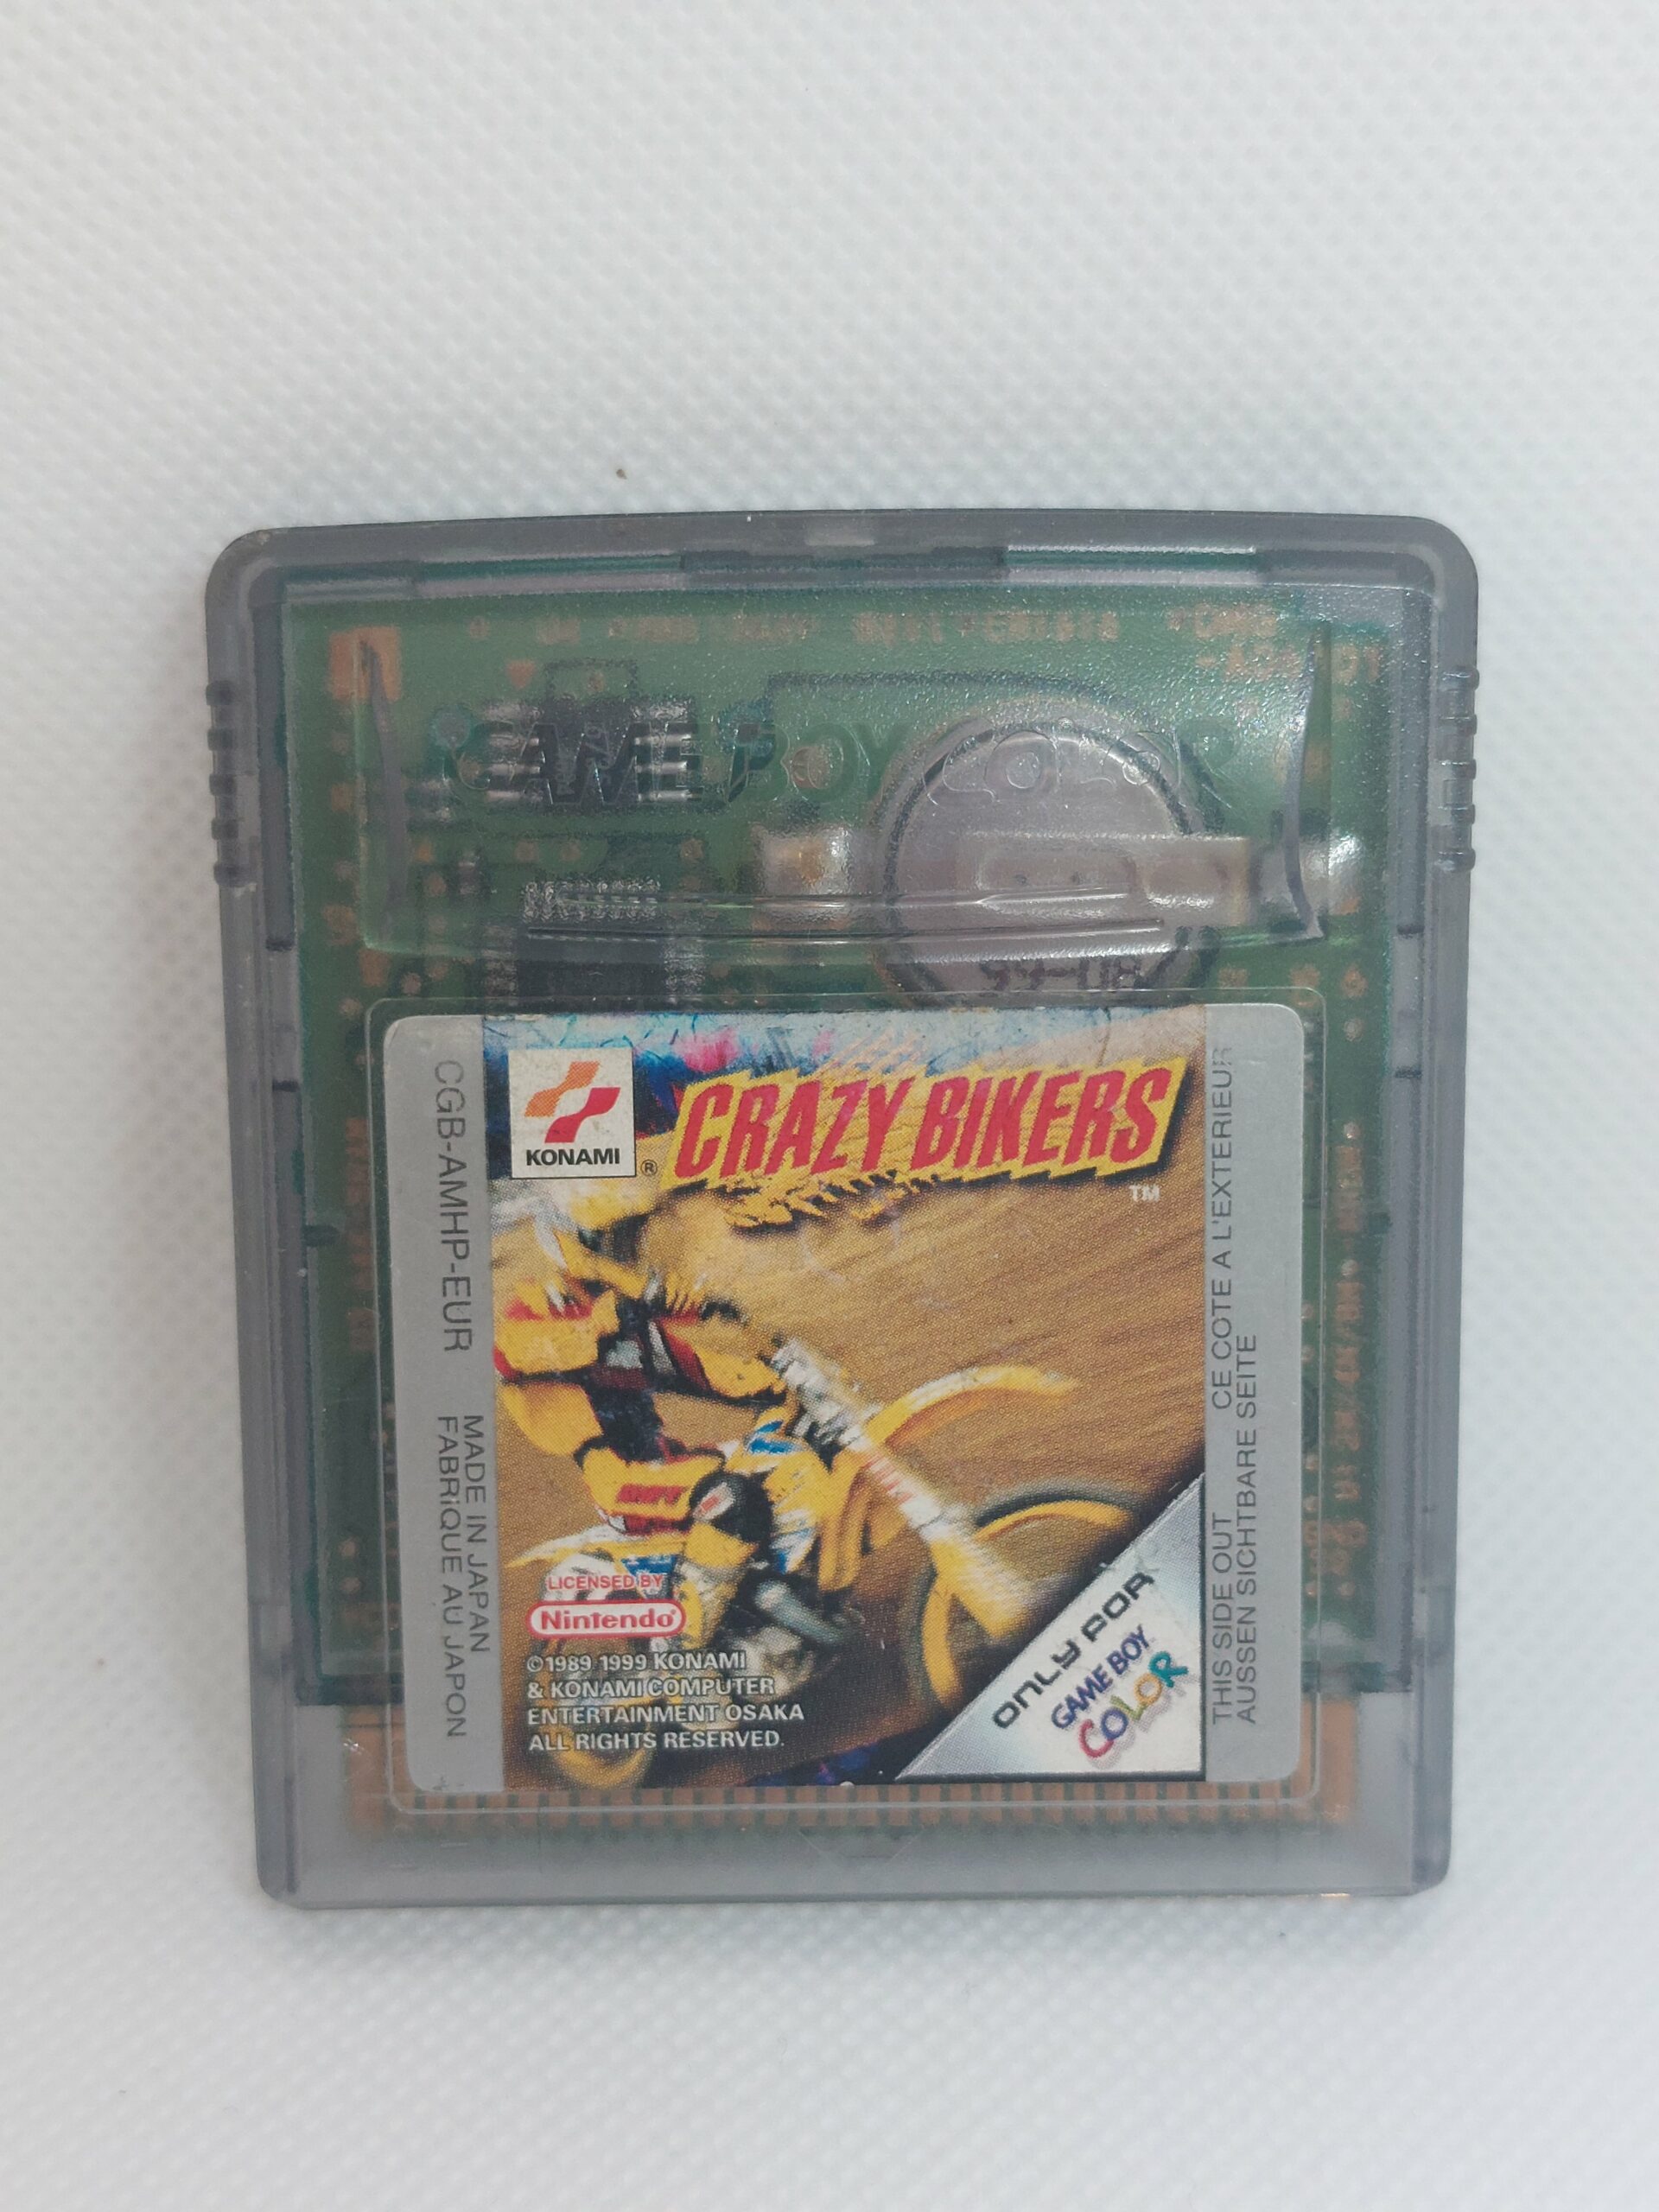 GAME BOY COLOR
KONAMI
®
CRAZY BIKERS
TM
LICENSED BY
Nintendo®
©1989 1999 KONAMI
& KONAMI COMPUTER
ENTERTAINMENT OSAKA
ALL RIGHTS RESERVED.
ONLY FOR
GAME BOY
COLOR
CGB-AMHP-EUR
MADE IN JAPAN
FABRIQUE AU JAPON
THIS SIDE OUT CE COTE A L'EXTERIEUR
AUSSEN SICHTBARE SEITE